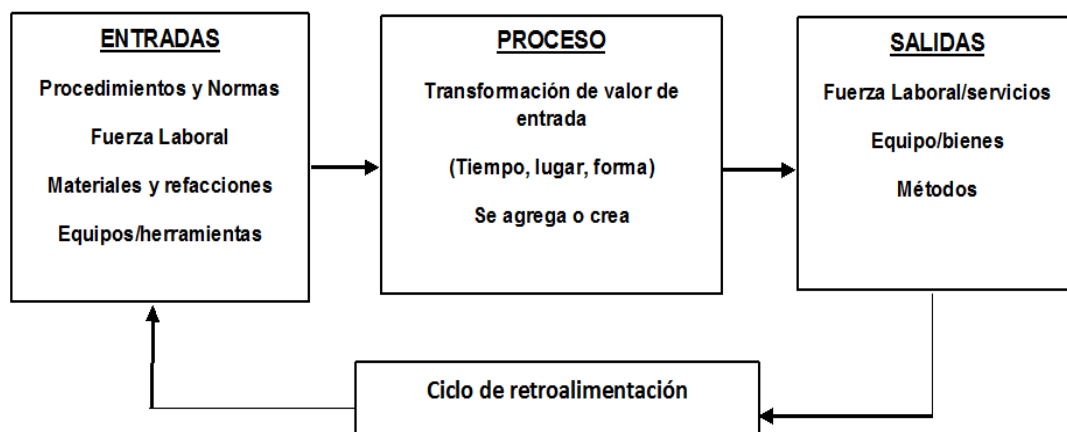 ENTRADAS
Procedimientos y Normas
Fuerza Laboral
Materiales y refacciones
Equipos/herramientas
PROCESO
Transformación de valor de
entrada
(Tiempo, lugar, forma)
Se agrega o crea
SALIDAS
Fuerza Laboral/servicios
Equipo/bienes
Métodos
Ciclo de retroalimentación